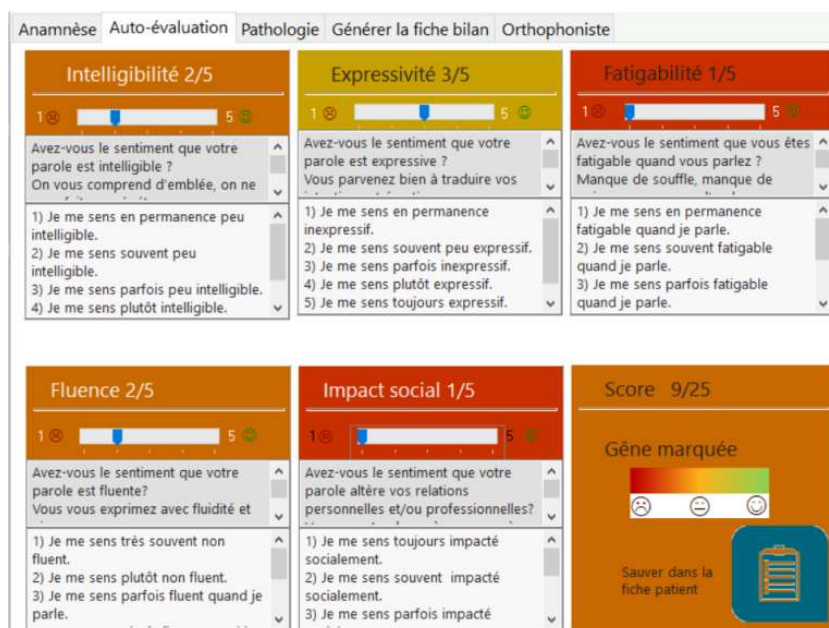 Anamnèse Auto-évaluation Pathologie Générer la fiche bilan Orthophoniste
Intelligibilité 2/5
1 5
Avez-vous le sentiment que votre
parole est intelligible ?
On vous comprend d'emblée, on ne
1) Je me sens en permanence peu
intelligible.
2) Je me sens souvent peu
intelligible.
3) Je me sens parfois peu intelligible.
4) Je me sens plutôt intelligible.
Expressivité 3/5
1 5
Avez-vous le sentiment que votre
parole est expressive ?
Vous parvenez bien à traduire vos
1) Je me sens en permanence
inexpressif.
2) Je me sens souvent peu expressif.
3) Je me sens parfois inexpressif.
4) Je me sens plutôt expressif.
5) Je me sens toujours expressif.
Fatigabilité 1/5
1 5
Avez-vous le sentiment que vous êtes
fatigable quand vous parlez ?
Manque de souffle, manque de
1) Je me sens en permanence
fatigable quand je parle.
2) Je me sens souvent fatigable
quand je parle.
3) Je me sens parfois fatigable
quand je parle.
Fluence 2/5
1 5
Avez-vous le sentiment que votre
parole est fluente?
Vous vous exprimez avec fluidité et
1) Je me sens très souvent non
fluent.
2) Je me sens plutôt non fluent.
3) Je me sens parfois fluent quand je
parle.
Impact social 1/5
1 5
Avez-vous le sentiment que votre
parole altère vos relations
personnelles et/ou professionnelles?
1) Je me sens toujours impacté
socialement.
2) Je me sens souvent impacté
socialement.
3) Je me sens parfois impacté
Score 9/25
Gêne marquée
Sauver dans la
fiche patient